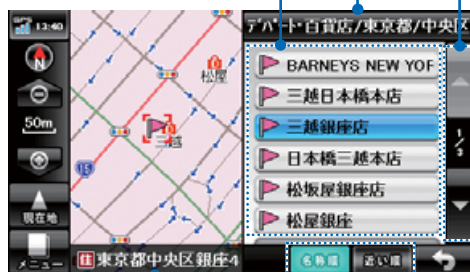 GPS 13:40
N
50m
現在地
メニュー
松屋
三越
15
住 東京都中央区銀座4
ﾃﾞﾊﾟｰﾄ･百貨店/東京都/中央区
BARNEYS NEW YOR
三越日本橋本店
三越銀座店
日本橋三越本店
松坂屋銀座店
松屋銀座
1/3
名称順 近い順